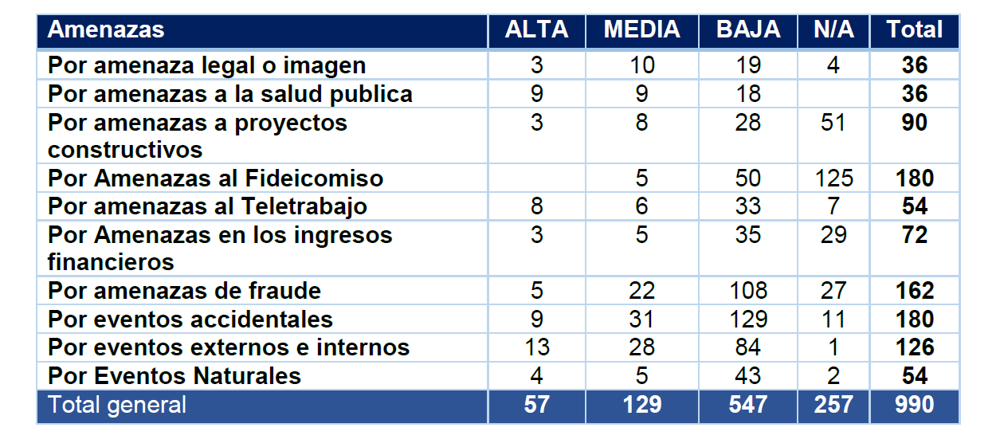 Amenazas ALTA MEDIA BAJA N/A Total
Por amenaza legal o imagen 3 10 19 4 36
Por amenazas a la salud publica 9 9 18 36
Por amenazas a proyectos 3 8 28 51 90
constructivos
Por Amenazas al Fideicomiso 5 50 125 180
Por amenazas al Teletrabajo 8 6 33 7 54
Por Amenazas en los ingresos 3 5 35 29 72
financieros
Por amenazas de fraude 5 22 108 27 162
Por eventos accidentales 9 31 129 11 180
Por eventos externos e internos 13 28 84 1 126
Por Eventos Naturales 4 5 43 2 54
Total general 57 129 547 257 990